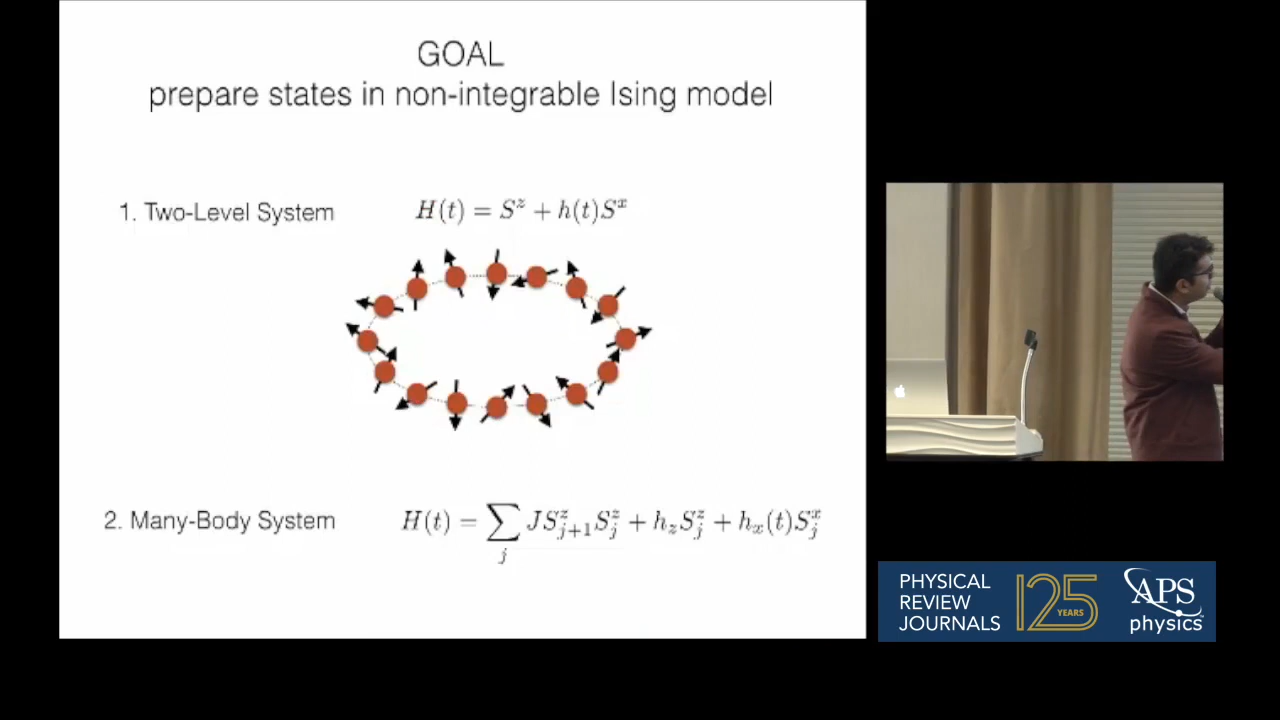 GOAL
prepare states in non-integrable Ising model
1. Two-Level System
H(t) = S^z + h(t)S^x
2. Many-Body System
H(t) = \sum_j JS^z_{j+1}S^z_j + h_zS^z_j + h_x(t)S^x_j
PHYSICAL
REVIEW
JOURNALS
125
YEARS
APS
physics